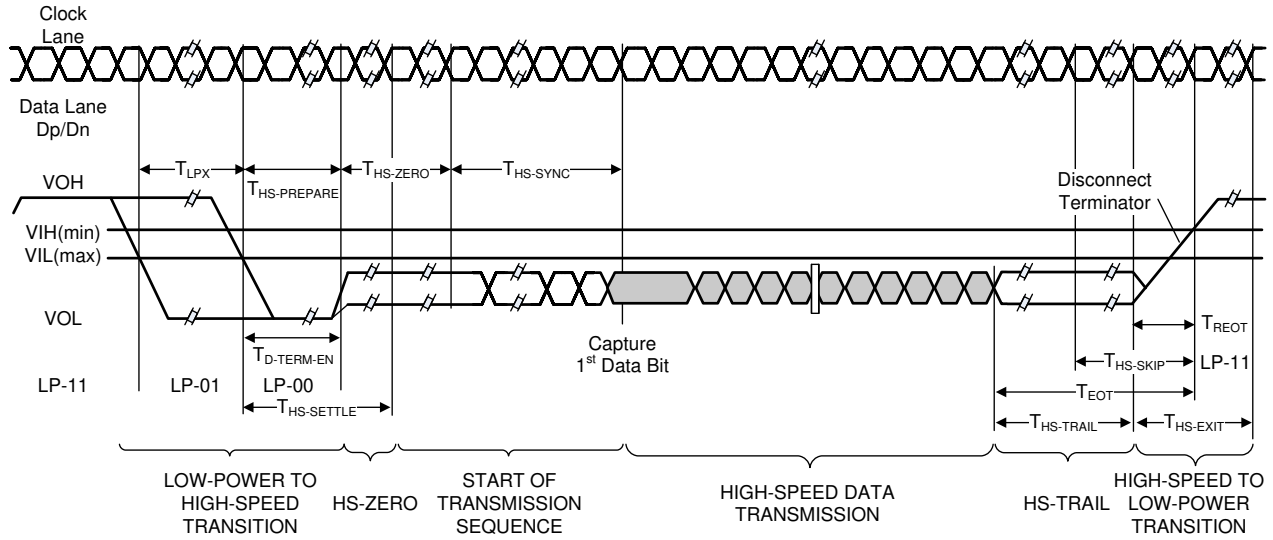 Clock
Lane
Data Lane
Dp/Dn
TLPX
THS-PREPARE
THS-ZERO
THS-SYNC
VOH
Disconnect
Terminator
VIH(min)
VIL(max)
VOL
TD-TERM-EN
Capture
1st Data Bit
TREOT
THS-SKIP
LP-11
LP-11
LP-01
LP-00
TEOT
THS-SETTLE
THS-TRAIL
THS-EXIT
LOW-POWER TO
HIGH-SPEED
TRANSITION
HS-ZERO
START OF
TRANSMISSION
SEQUENCE
HIGH-SPEED DATA
TRANSMISSION
HS-TRAIL
HIGH-SPEED TO
LOW-POWER
TRANSITION